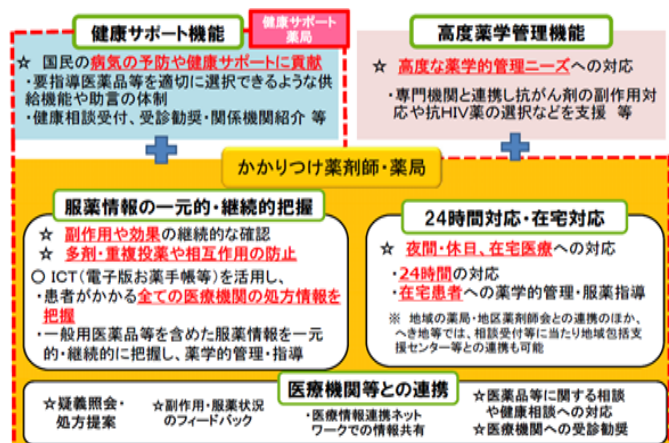 健康サポート機能
健康サポート
薬局
☆ 国民の病気の予防や健康サポートに貢献
・要指導医薬品等を適切に選択できるような供
給機能や助言の体制
・健康相談受付、受診勧奨・関係機関紹介 等
高度薬学管理機能
☆ 高度な薬学的管理ニーズへの対応
・専門機関と連携し抗がん剤の副作用対
応や抗HIV薬の選択などを支援 等
かかりつけ薬剤師・薬局
服薬情報の一元的・継続的把握
☆ 副作用や効果の継続的な確認
☆ 多剤・重複投薬や相互作用の防止
○ ICT(電子版お薬手帳等)を活用し、
・患者がかかる全ての医療機関の処方情報を
把握
・一般用医薬品等を含めた服薬情報を一元
的・継続的に把握し、薬学的管理・指導
24時間対応・在宅対応
☆ 夜間・休日、在宅医療への対応
・24時間の対応
・在宅患者への薬学的管理・服薬指導
※ 地域の薬局・地区薬剤師会との連携のほか、
へき地等では、相談受付等に当たり地域包括支
援センター等との連携も可能
医療機関等との連携
☆疑義照会・
処方提案
☆副作用・服薬状況
のフィードバック
・医療情報連携ネット
ワークでの情報共有
☆医薬品等に関する相談
や健康相談への対応
☆医療機関への受診勧奨